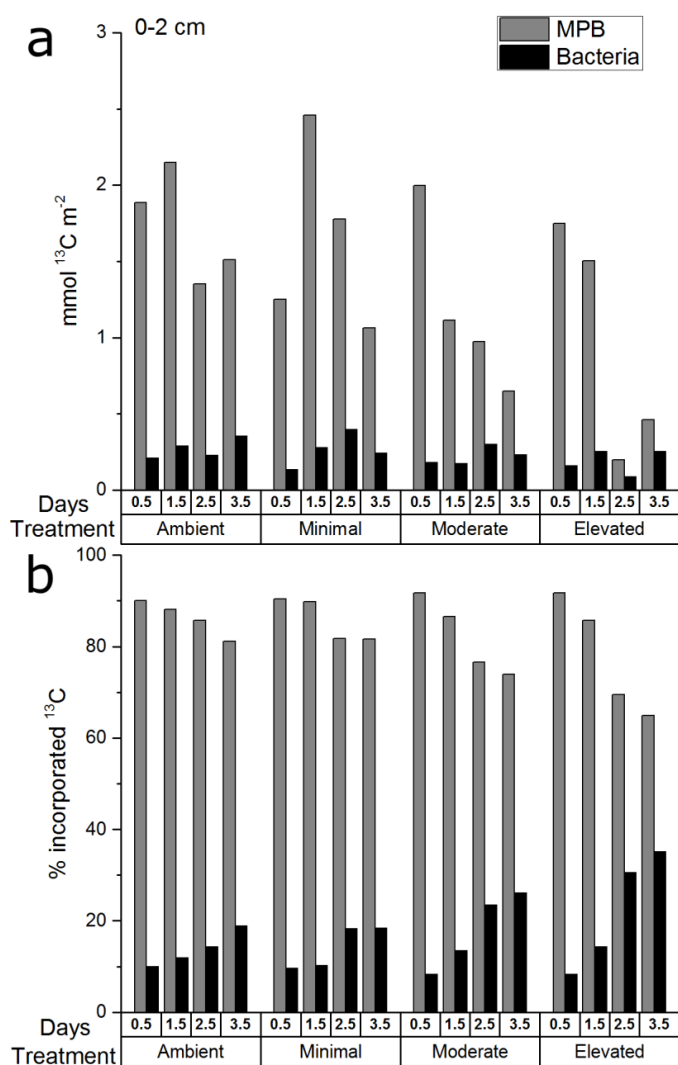 a
0-2 cm
MPB
Bacteria
3
2
1
0
mmol ¹³C m⁻²
Days 0.5 1.5 2.5 3.5 0.5 1.5 2.5 3.5 0.5 1.5 2.5 3.5 0.5 1.5 2.5 3.5
Treatment Ambient Minimal Moderate Elevated
b
100
80
60
40
20
0
% incorporated ¹³C
Days 0.5 1.5 2.5 3.5 0.5 1.5 2.5 3.5 0.5 1.5 2.5 3.5 0.5 1.5 2.5 3.5
Treatment Ambient Minimal Moderate Elevated